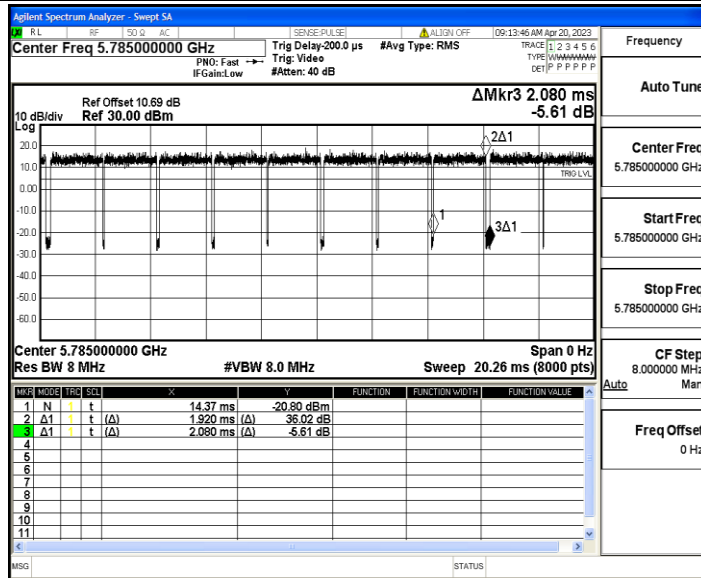 Agilent Spectrum Analyzer - Swept SA
RL RF 50 Ω AC SENSE:PULSE ALIGN OFF 09:13:46 AM Apr 20, 2023
Center Freq 5.785000000 GHz
PNO: Fast
IFGain:Low
Trig Delay-200.0 µs
Trig: Video
#Atten: 40 dB
#Avg Type: RMS
TRACE 1 2 3 4 5 6
TYPE WWWWWW
DET P P P P P P
Ref Offset 10.69 dB
10 dB/div Ref 30.00 dBm
ΔMkr3 2.080 ms
-5.61 dB
Log
20.0
10.0
0.00
-10.0
-20.0
-30.0
-40.0
-50.0
-60.0
2Δ1
TRIG LVL
1
3Δ1
Center 5.785000000 GHz Span 0 Hz
Res BW 8 MHz #VBW 8.0 MHz Sweep 20.26 ms (8000 pts)
MKR MODE TRC SCL X Y FUNCTION FUNCTION WIDTH FUNCTION VALUE
1 N 1 t 14.37 ms -20.80 dBm
2 Δ1 1 t (Δ) 1.920 ms (Δ) 36.02 dB
3 Δ1 1 t (Δ) 2.080 ms (Δ) -5.61 dB
4
5
6
7
8
9
10
11
MSG STATUS
Frequency
Auto Tune
Center Freq
5.785000000 GHz
Start Freq
5.785000000 GHz
Stop Freq
5.785000000 GHz
CF Step
8.000000 MHz
Auto Man
Freq Offset
0 Hz